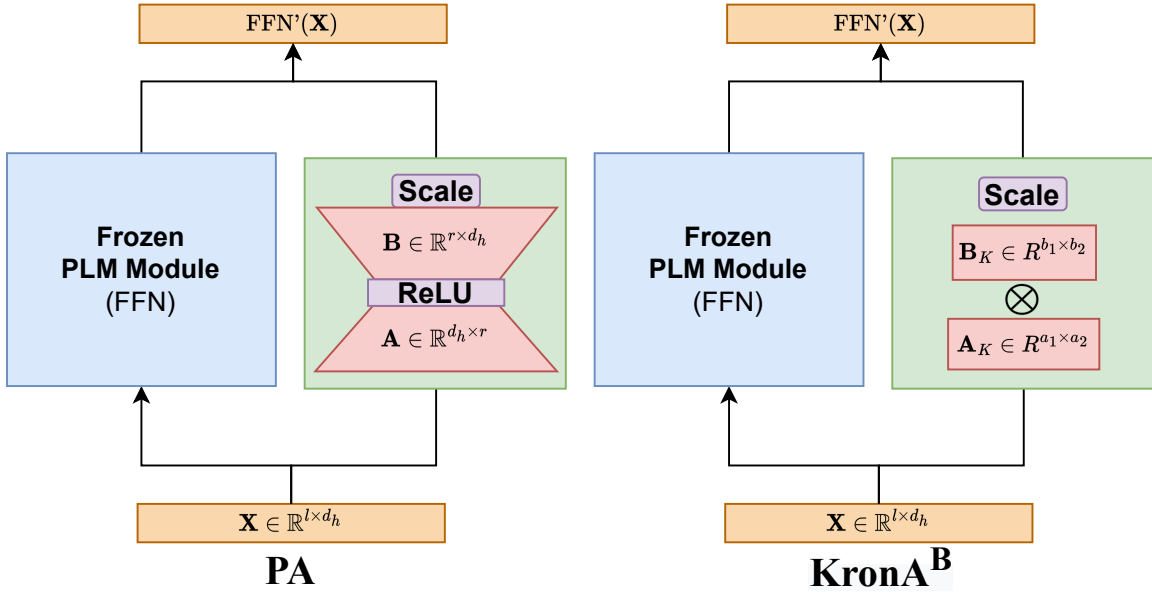 FFN'(X)
Scale
B ∈ ℝ^{r×d_h}
Frozen
PLM Module
(FFN)
ReLU
A ∈ ℝ^{d_h×r}
X ∈ ℝ^{l×d_h}
PA
FFN'(X)
Scale
B_K ∈ R^{b_1×b_2}
Frozen
PLM Module
(FFN)
⊗
A_K ∈ R^{a_1×a_2}
X ∈ ℝ^{l×d_h}
KronA^B